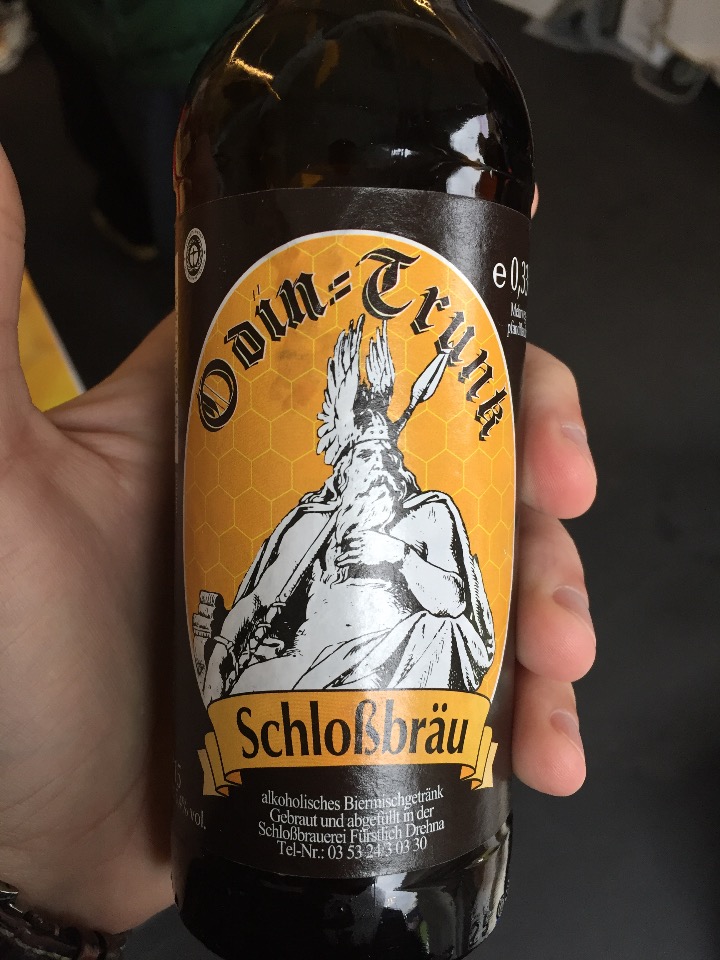 Odin=Trunk
e 0,33
Schloßbräu
alkoholisches Biermischgetränk
Gebraut und abgefüllt in der
Schloßbrauerei Fürstlich Drehna
Tel-Nr.: 03 53 24/3 03 30
vol.